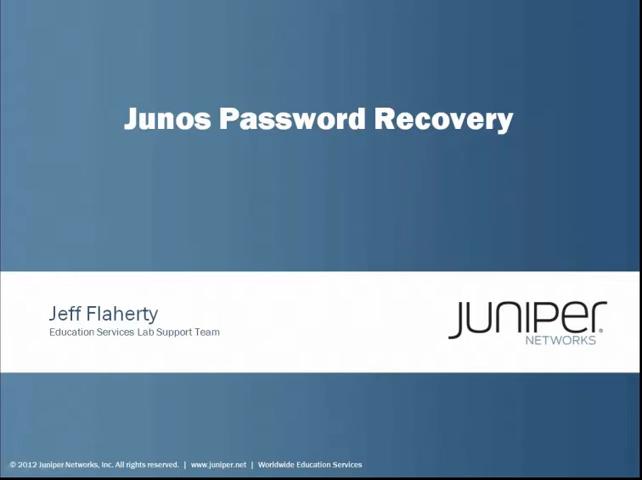 Junos Password Recovery
Jeff Flaherty
Education Services Lab Support Team
JUNIPER
NETWORKS
© 2012 Juniper Networks, Inc. All rights reserved. | www.juniper.net | Worldwide Education Services